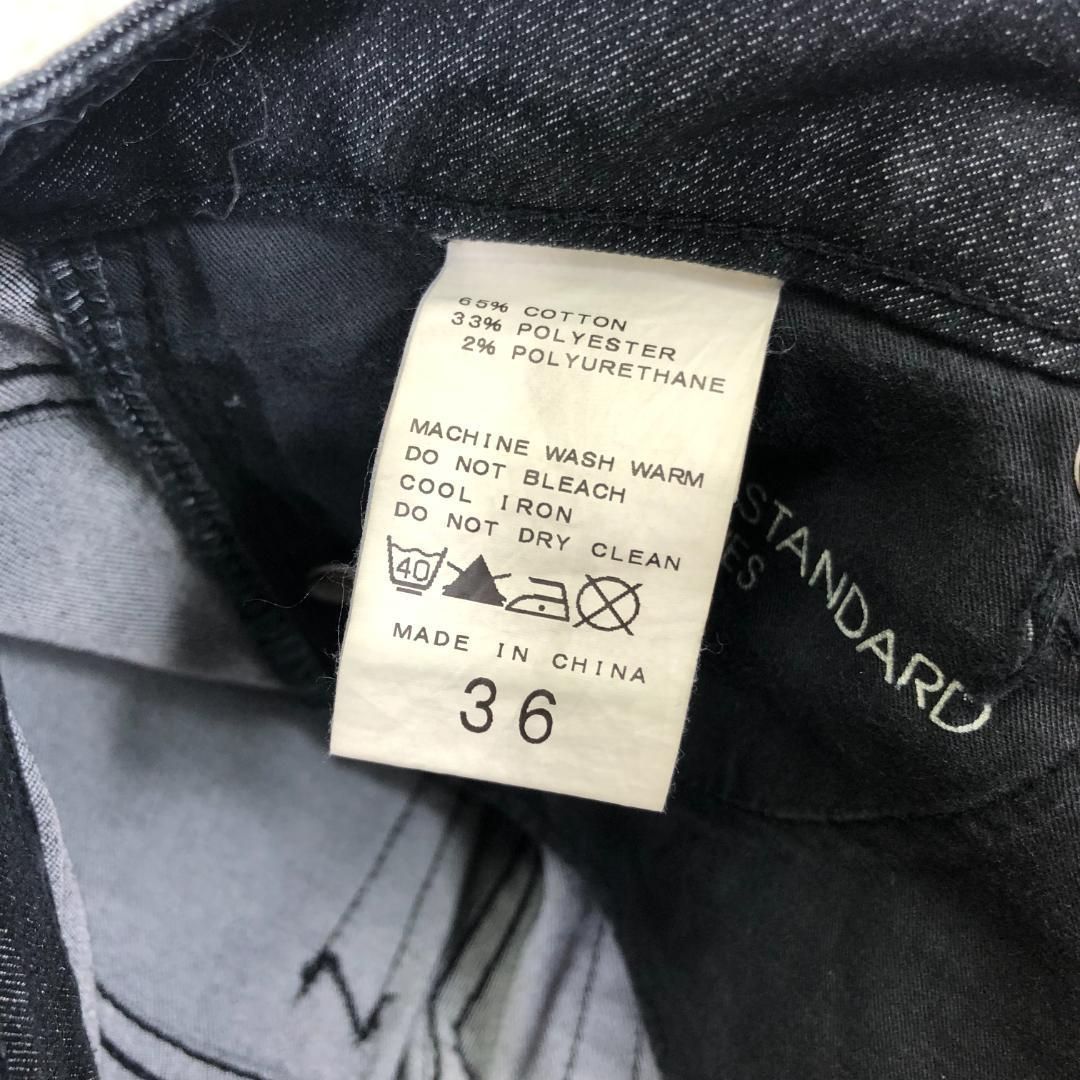 65% COTTON
33% POLYESTER
2% POLYURETHANE
MACHINE WASH WARM
DO NOT BLEACH
COOL IRON
DO NOT DRY CLEAN
40
MADE IN CHINA
36
STANDARD